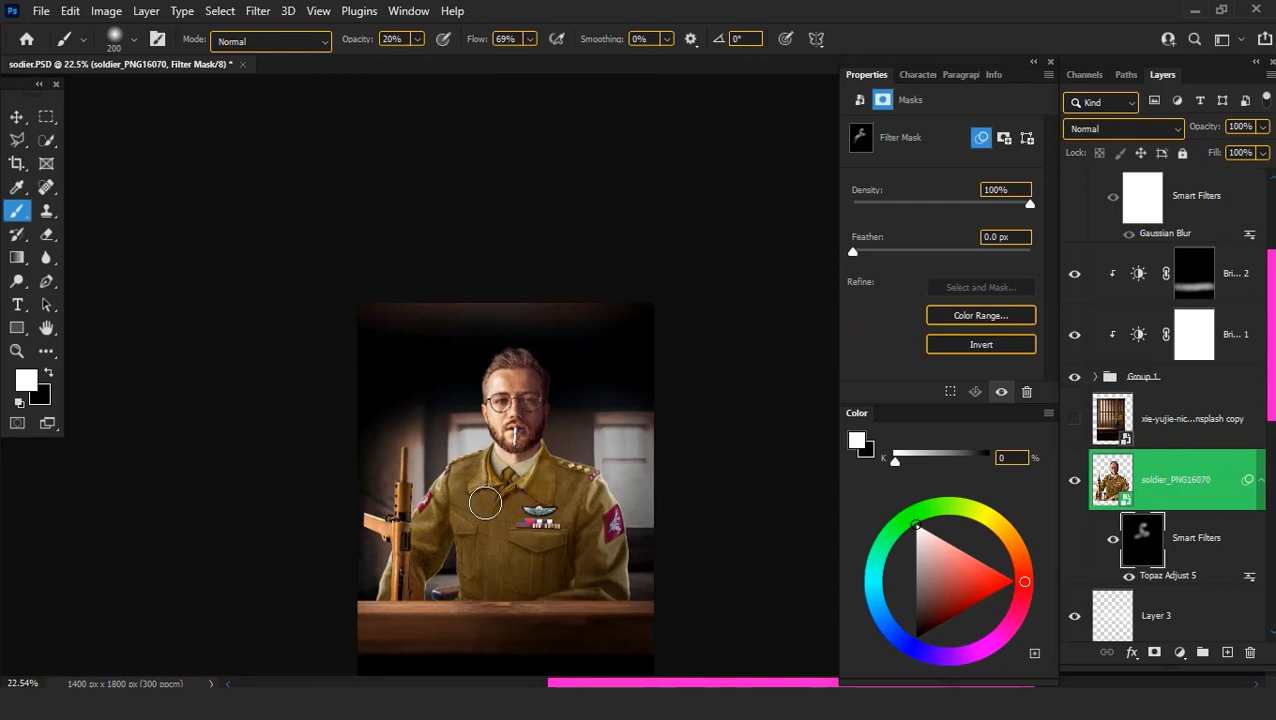 Ps File Edit Image Layer Type Select Filter 3D View Plugins Window Help
200 Mode: Normal Opacity: 20% Flow: 69% Smoothing: 0% 0°
sodier.PSD @ 22.5% (soldier_PNG16070, Filter Mask/8) *
Properties Character Paragrap Info
Masks
Filter Mask
Density: 100%
Feather: 0.0 px
Refine: Select and Mask...
Color Range...
Invert
Color
K 0 %
Channels Paths Layers
Kind
Normal Opacity: 100%
Lock: Fill: 100%
Smart Filters
Gaussian Blur
Bri... 2
Bri... 1
Group 1
xie-yujie-nic...nsplash copy
soldier_PNG16070
Smart Filters
Topaz Adjust 5
Layer 3
fx
22.54% 1400 px x 1800 px (300 ppcm)